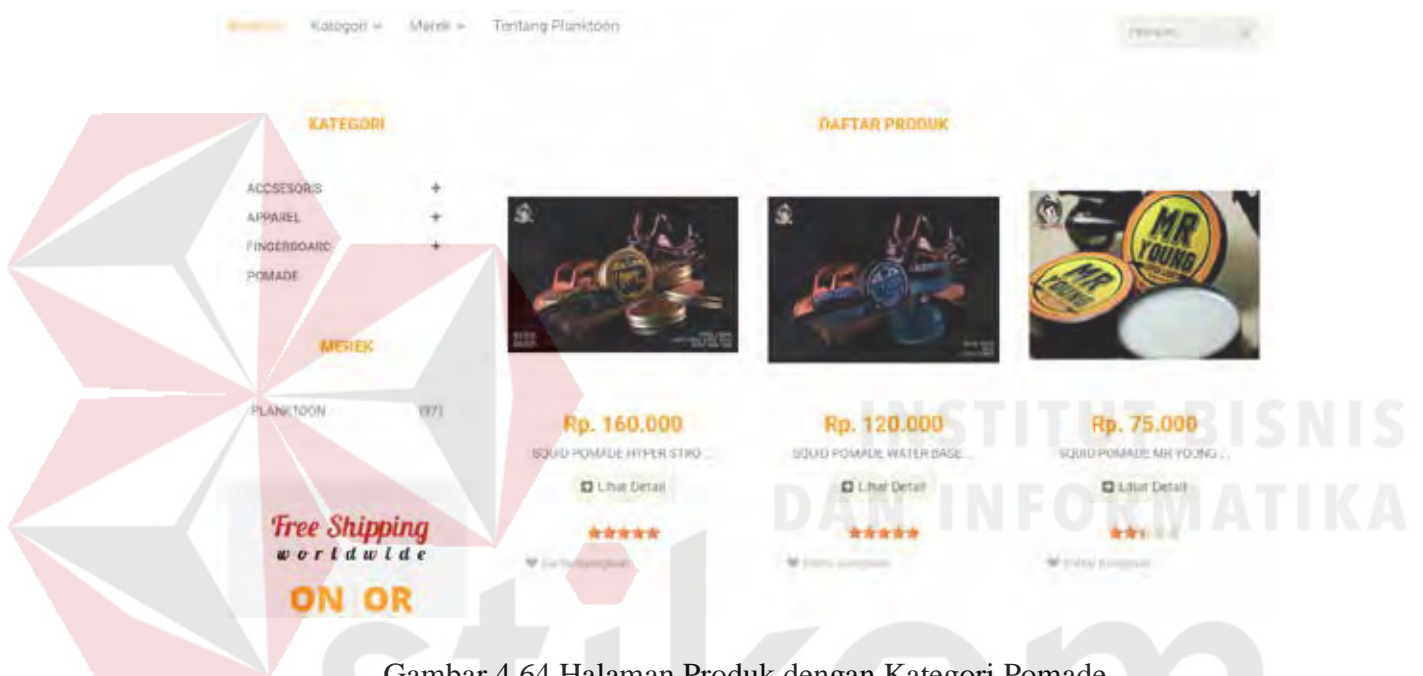 Beranda Kategori Merek Tentang Planktoon
KATEGORI
ACCSESORIS +
APPAREL +
FINGERBOARD +
POMADE
MEREK
PLANKTOON (97)
Free Shipping
worldwide
ON OR
DAFTAR PRODUK
MR
YOUNG
MR
YOUNG
Rp. 160.000
SQUID POMADE HYPER STRO ...
Lihat Detail
Rp. 120.000
SQUID POMADE WATER BASE ...
Lihat Detail
Rp. 75.000
SQUID POMADE MR YOUNG ...
Lihat Detail
INSTITUT BISNIS
DAN INFORMATIKA
stikom
Gambar 4.64 Halaman Produk dengan Kategori Pomade